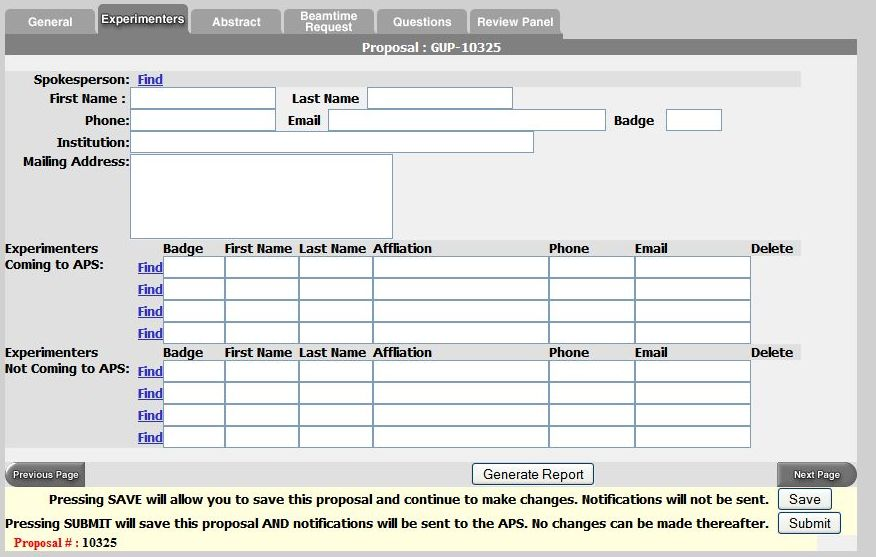 General Experimenters Abstract Beamtime Request Questions Review Panel
Proposal : GUP-10325
Spokesperson: Find
First Name : Last Name
Phone: Email Badge
Institution:
Mailing Address:
Experimenters Badge First Name Last Name Affliation Phone Email Delete
Coming to APS: Find
Find
Find
Find
Experimenters Badge First Name Last Name Affliation Phone Email Delete
Not Coming to APS: Find
Find
Find
Find
Previous Page Generate Report Next Page
Pressing SAVE will allow you to save this proposal and continue to make changes. Notifications will not be sent. Save
Pressing SUBMIT will save this proposal AND notifications will be sent to the APS. No changes can be made thereafter. Submit
Proposal # : 10325